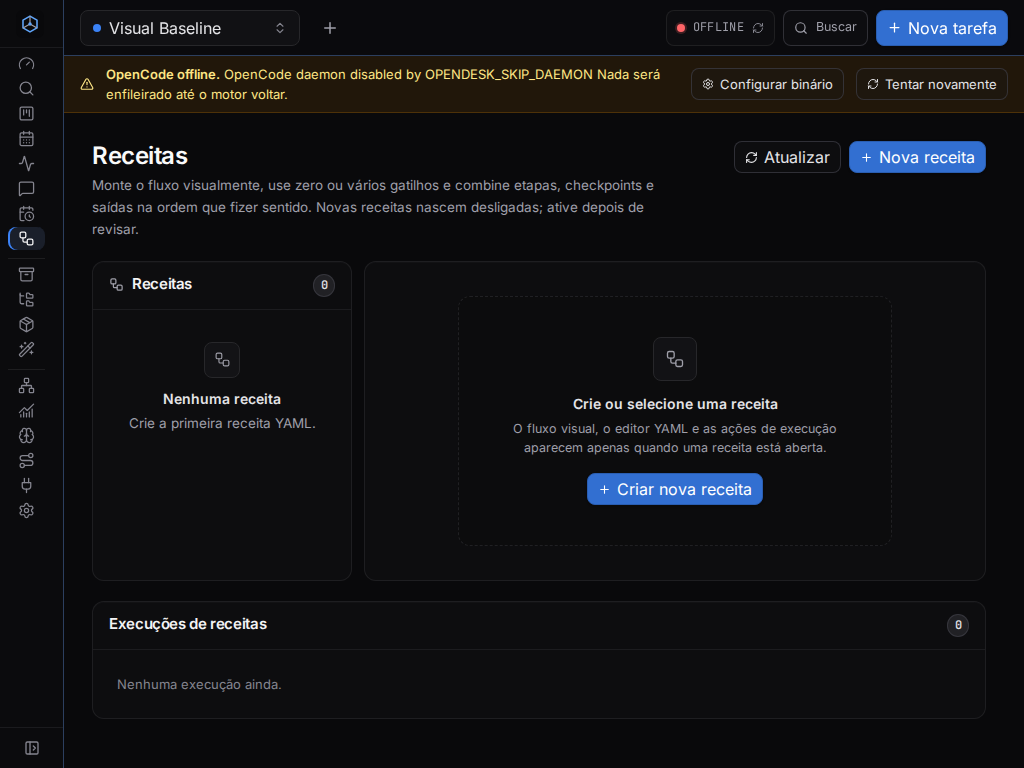 Visual Baseline
OFFLINE
Buscar
Nova tarefa
OpenCode offline. OpenCode daemon disabled by OPENDESK_SKIP_DAEMON Nada será
enfileirado até o motor voltar.
Configurar binário
Tentar novamente
Receitas
Atualizar
Nova receita
Monte o fluxo visualmente, use zero ou vários gatilhos e combine etapas, checkpoints e
saídas na ordem que fizer sentido. Novas receitas nascem desligadas; ative depois de
revisar.
Receitas
0
Nenhuma receita
Crie a primeira receita YAML.
Crie ou selecione uma receita
O fluxo visual, o editor YAML e as ações de execução
aparecem apenas quando uma receita está aberta.
Criar nova receita
Execuções de receitas
0
Nenhuma execução ainda.